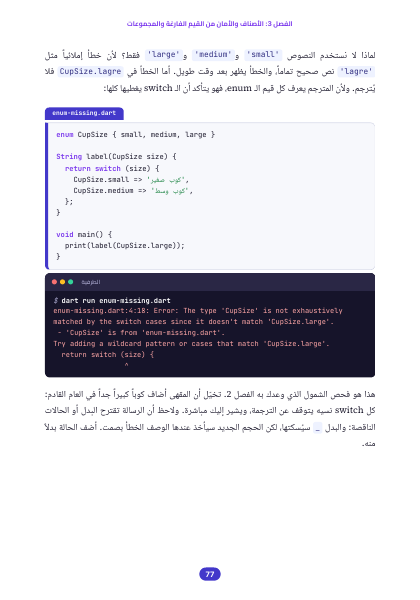 الفصل 3: الأصناف والأمان من القيم الفارغة والمجموعات
لماذا لا نستخدم النصوص 'small' و 'medium' و 'large' فقط؟ لأن خطأً إملائياً مثل
'lagre' نص صحيح تماماً، والخطأ يظهر بعد وقت طويل. أما الخطأ في CupSize.lagre فلا
يُترجم. ولأن المترجم يعرف كل قيم الـ enum، فهو يتأكد أن الـ switch يغطيها كلها:
enum-missing.dart
enum CupSize { small, medium, large }
String label(CupSize size) {
  return switch (size) {
    CupSize.small => 'كوب صغير',
    CupSize.medium => 'كوب وسط',
  };
}
void main() {
  print(label(CupSize.large));
}
الطرفية
$ dart run enum-missing.dart
enum-missing.dart:4:18: Error: The type 'CupSize' is not exhaustively
matched by the switch cases since it doesn't match 'CupSize.large'.
 - 'CupSize' is from 'enum-missing.dart'.
Try adding a wildcard pattern or cases that match 'CupSize.large'.
  return switch (size) {
                 ^
هذا هو فحص الشمول الذي وعدك به الفصل 2. تخيّل أن المقهى أضاف كوباً كبيراً جداً في العام القادم:
كل switch نسيه يتوقف عن الترجمة، ويشير إليك مباشرة. ولاحظ أن الرسالة تقترح البدل أو الحالات
الناقصة: والبدل _ سيُسكتها، لكن الحجم الجديد سيأخذ عندها الوصف الخطأ بصمت. أضف الحالة بدلاً
منه.
77